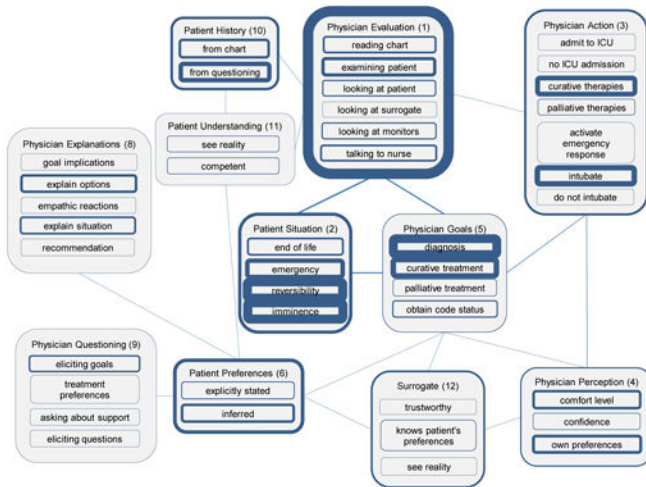 Patient History (10)
from chart
from questioning
Physician Evaluation (1)
reading chart
examining patient
looking at patient
looking at surrogate
looking at monitors
talking to nurse
Physician Action (3)
admit to ICU
no ICU admission
curative therapies
palliative therapies
activate
emergency
response
intubate
do not intubate
Patient Understanding (11)
see reality
competent
Physician Explanations (8)
goal implications
explain options
empathic reactions
explain situation
recommendation
Patient Situation (2)
end of life
emergency
reversibility
imminence
Physician Goals (5)
diagnosis
curative treatment
palliative treatment
obtain code status
Physician Questioning (9)
eliciting goals
treatment
preferences
asking about support
eliciting questions
Patient Preferences (6)
explicitly stated
inferred
Surrogate (12)
trustworthy
knows patient's
preferences
see reality
Physician Perception (4)
comfort level
confidence
own preferences